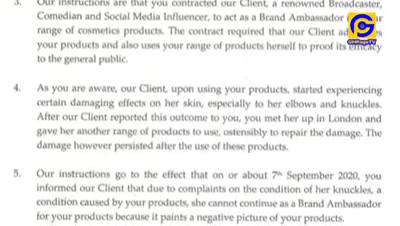 3. Our instructions are that you contracted our Client, a renowned Broadcaster,
Comedian and Social Media Influencer, to act as a Brand Ambassador
range of cosmetics products. The contract required that our Client
your products and also uses your range of products herself to proof its efficacy
to the general public.
4. As you are aware, our Client, upon using your products, started experiencing
certain damaging effects on her skin, especially to her elbows and knuckles.
After our Client reported this outcome to you, you met her up in London and
gave her another range of products to use, ostensibly to repair the damage. The
damage however persisted after the use of these products.
5. Our instructions go to the effect that on or about 7th September 2020, you
informed our Client that due to complaints on the condition of her knuckles, a
condition caused by your products, she cannot continue as a Brand Ambassador
for your products because it paints a negative picture of your products.